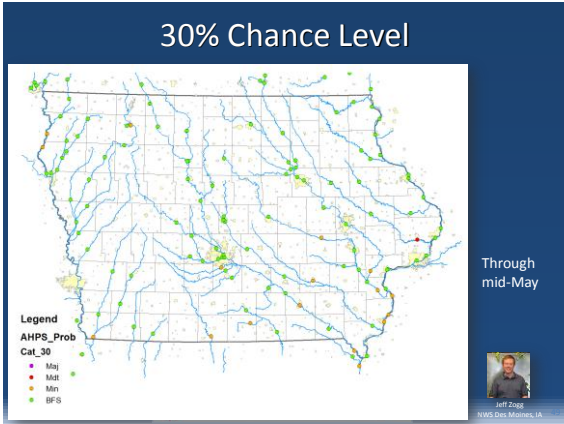 30% Chance Level
Through
mid-May
Legend
AHPS_Prob
Cat_30
Maj
Mdt
Min
BFS
Jeff Zogg
NWS Des Moines, IA